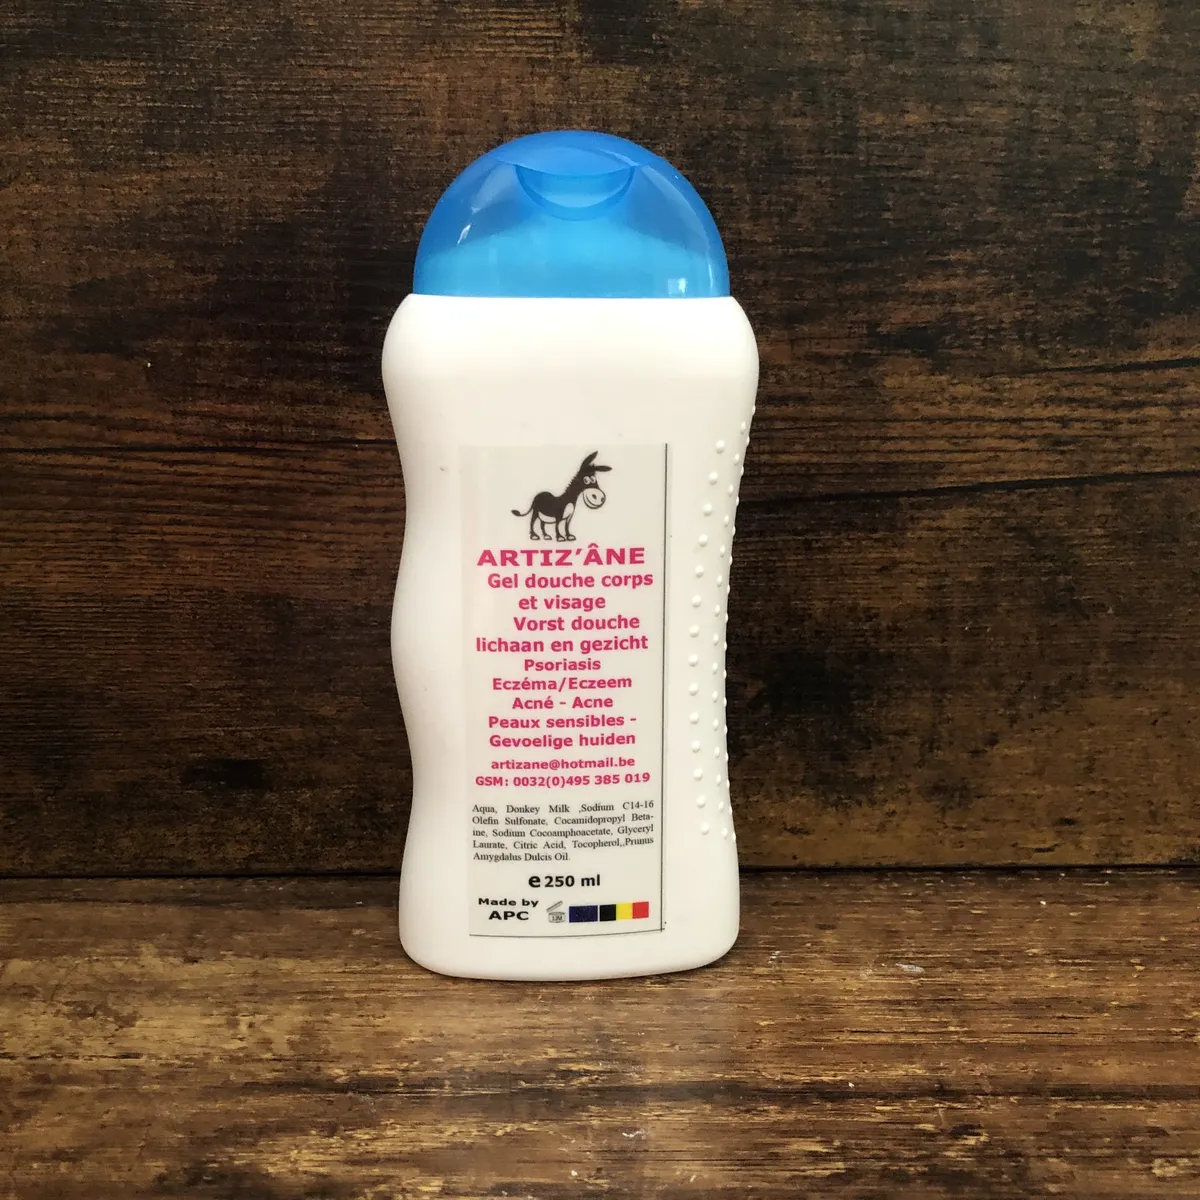 ARTIZ'ÂNE
Gel douche corps
et visage
Vorst douche
lichaan en gezicht
Psoriasis
Eczéma/Eczeem
Acné - Acne
Peaux sensibles -
Gevoelige huiden
artizane@hotmail.be
GSM: 0032(0)495 385 019
Aqua, Donkey Milk ,Sodium C14-16
Olefin Sulfonate, Cocamidopropyl Beta-
ine, Sodium Cocoamphoacetate, Glyceryl
Laurate, Citric Acid, Tocopherol,,Prunus
Amygdalus Dulcis Oil.
e 250 ml
Made by
APC
12M